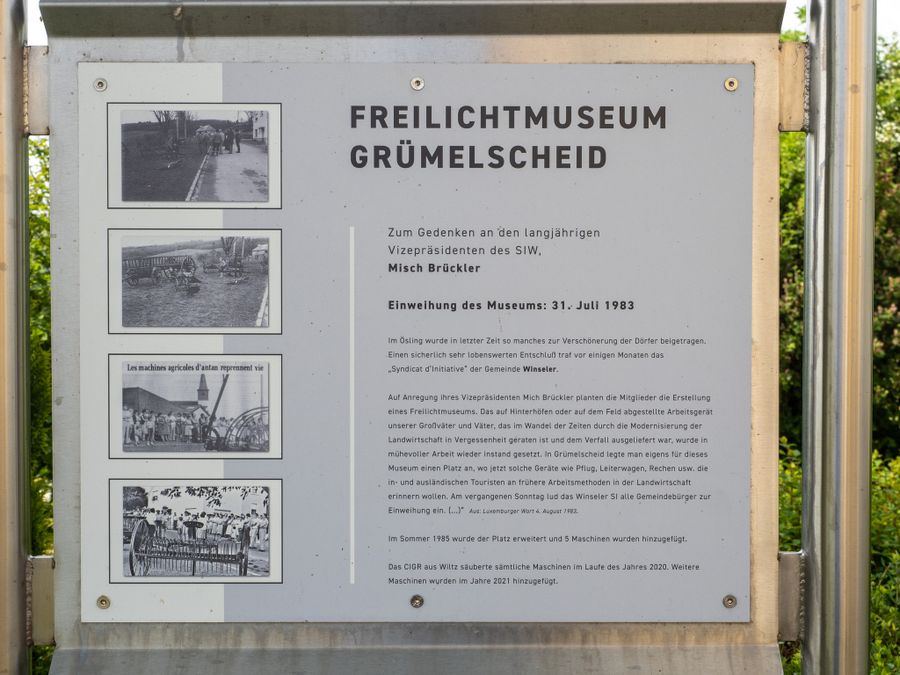 FREILICHTMUSEUM
GRÜMELSCHEID
Zum Gedenken an den langjährigen
Vizepräsidenten des SIW,
Misch Brückler
Einweihung des Museums: 31. Juli 1983
Im Ösling wurde in letzter Zeit so manches zur Verschönerung der Dörfer beigetragen.
Einen sicherlich sehr lobenswerten Entschluß traf vor einigen Monaten das
„Syndicat d'Initiative" der Gemeinde Winseler.
Auf Anregung ihres Vizepräsidenten Mich Brückler planten die Mitglieder die Erstellung
eines Freilichtmuseums. Das auf Hinterhöfen oder auf dem Feld abgestellte Arbeitsgerät
unserer Großväter und Väter, das im Wandel der Zeiten durch die Modernisierung der
Landwirtschaft in Vergessenheit geraten ist und dem Verfall ausgeliefert war, wurde in
mühevoller Arbeit wieder instand gesetzt. In Grümelscheid legte man eigens für dieses
Museum einen Platz an, wo jetzt solche Geräte wie Pflug, Leiterwagen, Rechen usw. die
in- und ausländischen Touristen an frühere Arbeitsmethoden in der Landwirtschaft
erinnern wollen. Am vergangenen Sonntag lud das Winseler SI alle Gemeindebürger zur
Einweihung ein. (...)" Aus: Luxemburger Wort 4. August 1983.
Im Sommer 1985 wurde der Platz erweitert und 5 Maschinen wurden hinzugefügt.
Das CIGR aus Wiltz säuberte sämtliche Maschinen im Laufe des Jahres 2020. Weitere
Maschinen wurden im Jahre 2021 hinzugefügt.
Les machines agricoles d'antan reprennent vie